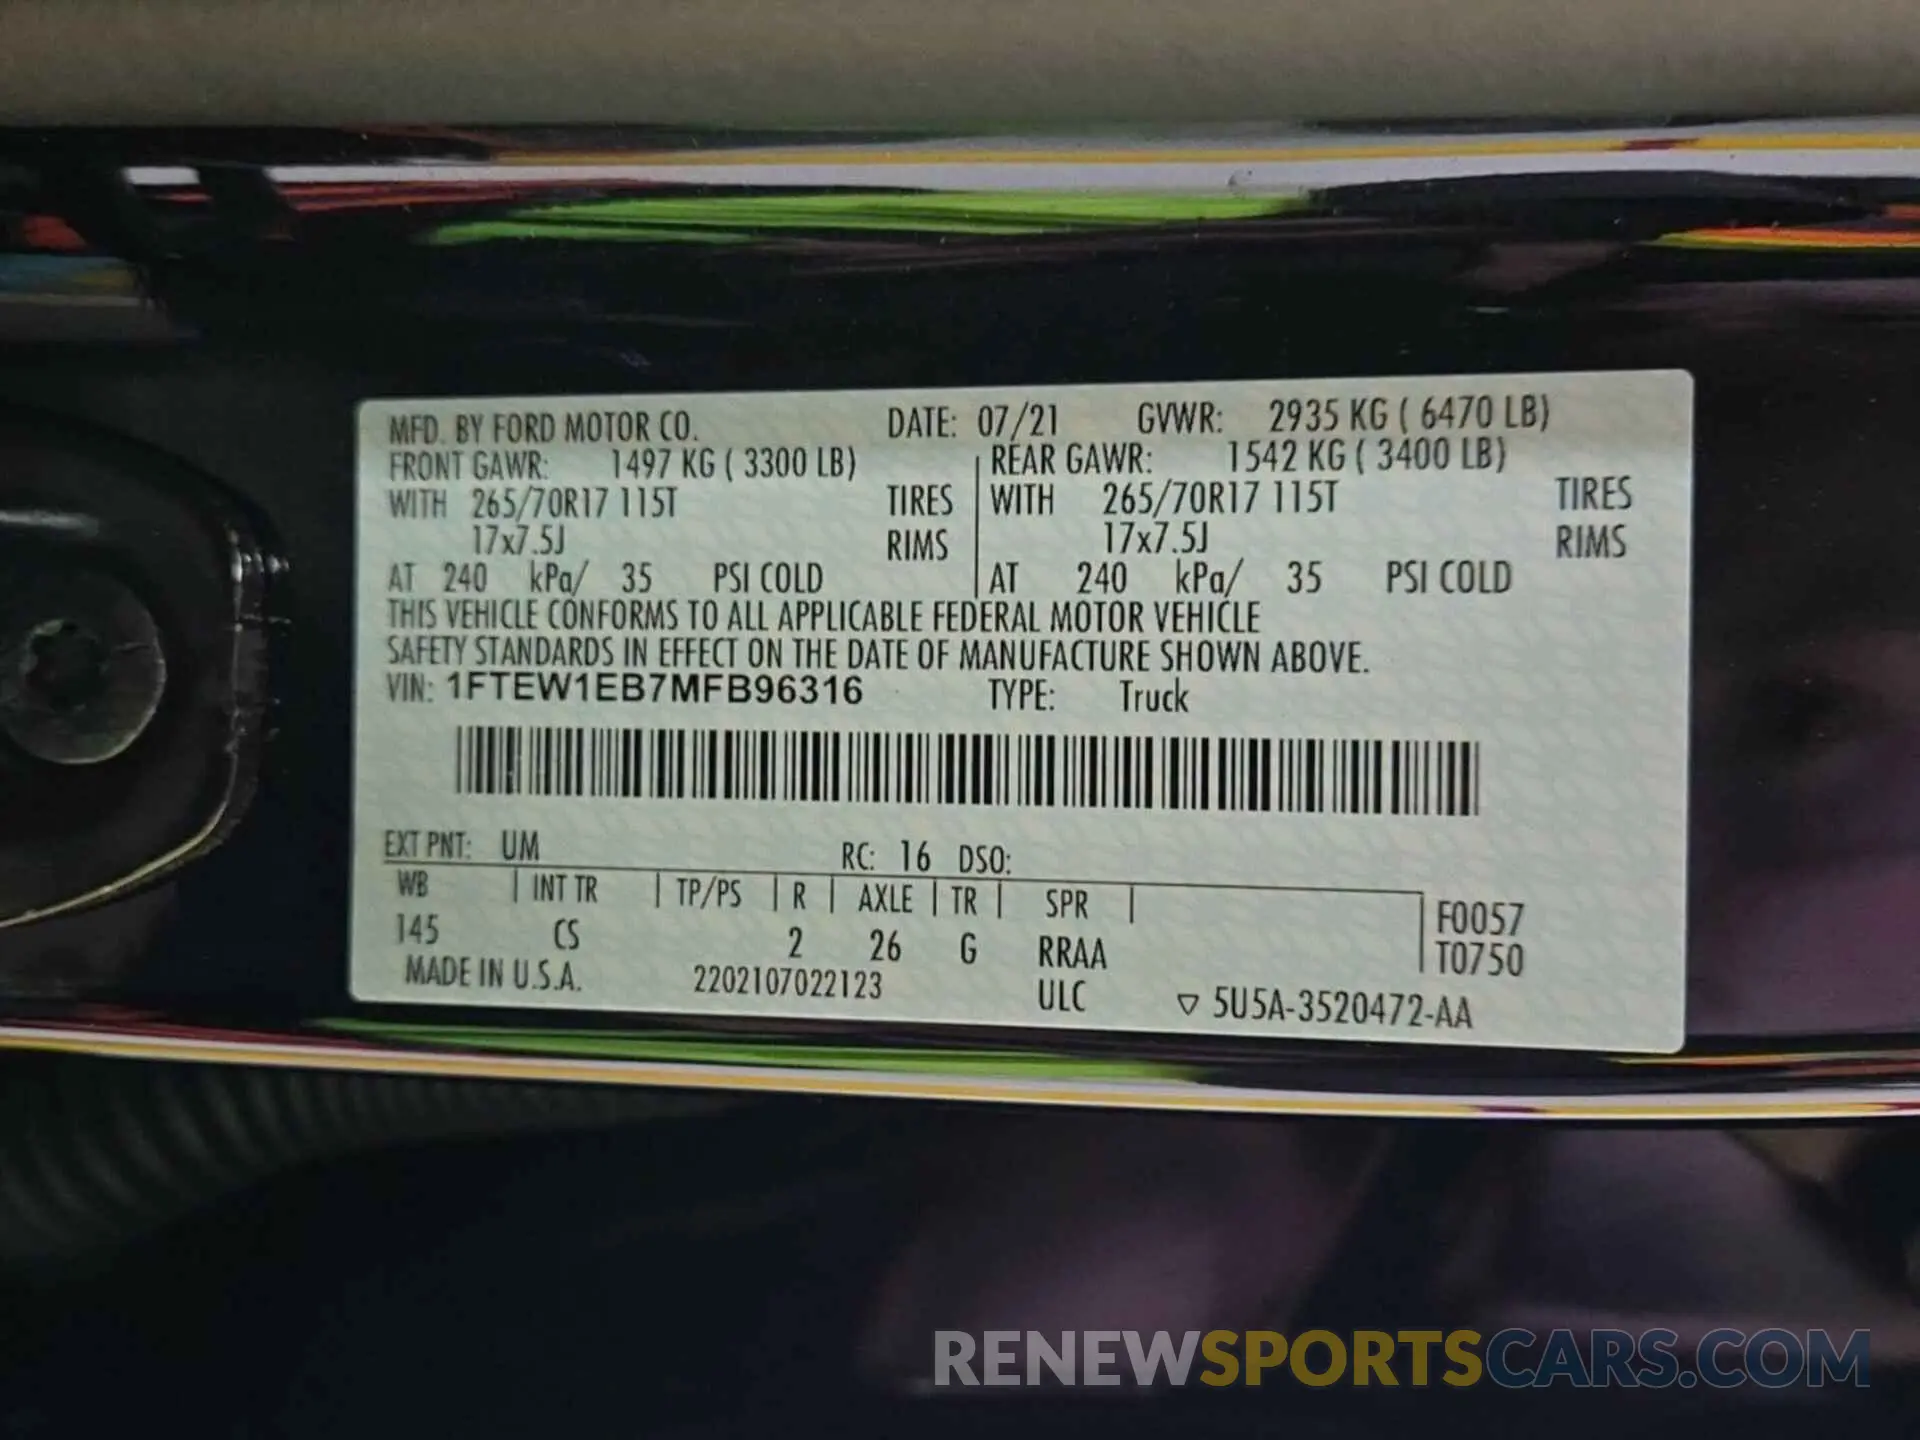 MFD. BY FORD MOTOR CO. DATE: 07/21 GVWR: 2935 KG ( 6470 LB)
FRONT GAWR: 1497 KG ( 3300 LB) REAR GAWR: 1542 KG ( 3400 LB)
WITH 265/70R17 115T TIRES WITH 265/70R17 115T TIRES
17x7.5J RIMS 17x7.5J RIMS
AT 240 kPa/ 35 PSI COLD AT 240 kPa/ 35 PSI COLD
THIS VEHICLE CONFORMS TO ALL APPLICABLE FEDERAL MOTOR VEHICLE
SAFETY STANDARDS IN EFFECT ON THE DATE OF MANUFACTURE SHOWN ABOVE.
VIN: 1FTEW1EB7MFB96316 TYPE: Truck
EXT PNT: UM RC: 16 DSO:
WB | INT TR | TP/PS | R | AXLE | TR | SPR | F0057
145 CS 2 26 G RRAA T0750
MADE IN U.S.A. 2202107022123 ULC ▽ 5U5A-3520472-AA
RENEWSPORTSCARS.COM